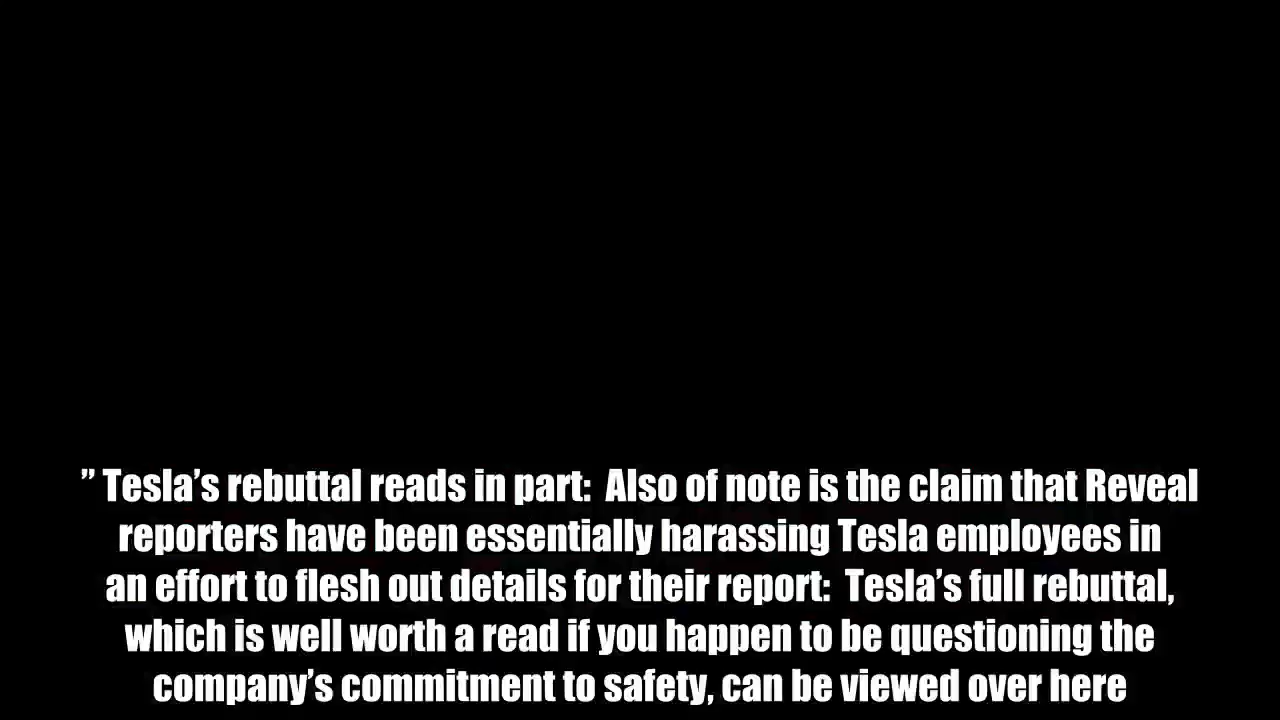 ” Tesla’s rebuttal reads in part:  Also of note is the claim that Reveal
reporters have been essentially harassing Tesla employees in
an effort to flesh out details for their report:  Tesla’s full rebuttal,
which is well worth a read if you happen to be questioning the
company’s commitment to safety, can be viewed over here